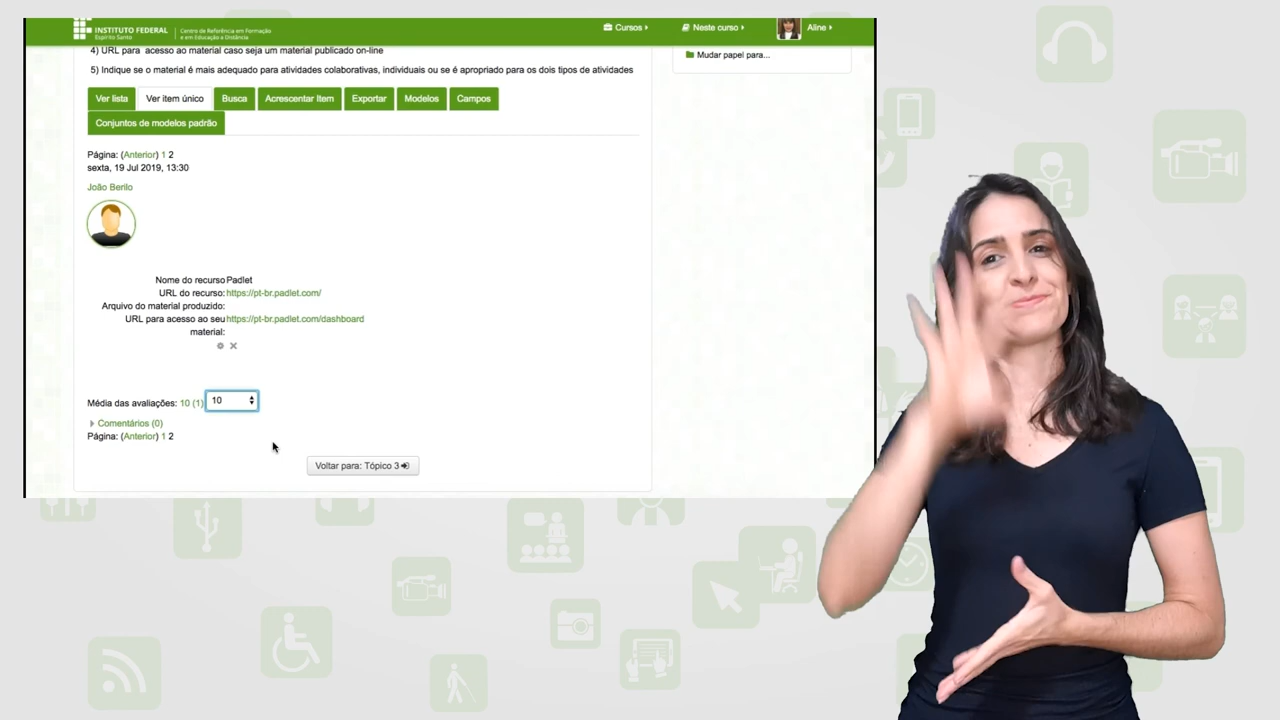 INSTITUTO FEDERAL
Espírito Santo
Centro de Referência em Formação
e em Educação a Distância
Cursos
Neste curso
Aline
4) URL para acesso ao material caso seja um material publicado on-line
5) Indique se o material é mais adequado para atividades colaborativas, individuais ou se é apropriado para os dois tipos de atividades
Mudar papel para...
Ver lista
Ver item único
Busca
Acrescentar Item
Exportar
Modelos
Campos
Conjuntos de modelos padrão
Página: (Anterior) 1 2
sexta, 19 Jul 2019, 13:30
João Berilo
Nome do recurso Padlet
URL do recurso: https://pt-br.padlet.com/
Arquivo do material produzido:
URL para acesso ao seu https://pt-br.padlet.com/dashboard
material:
Média das avaliações: 10 (1) 10
Comentários (0)
Página: (Anterior) 1 2
Voltar para: Tópico 3